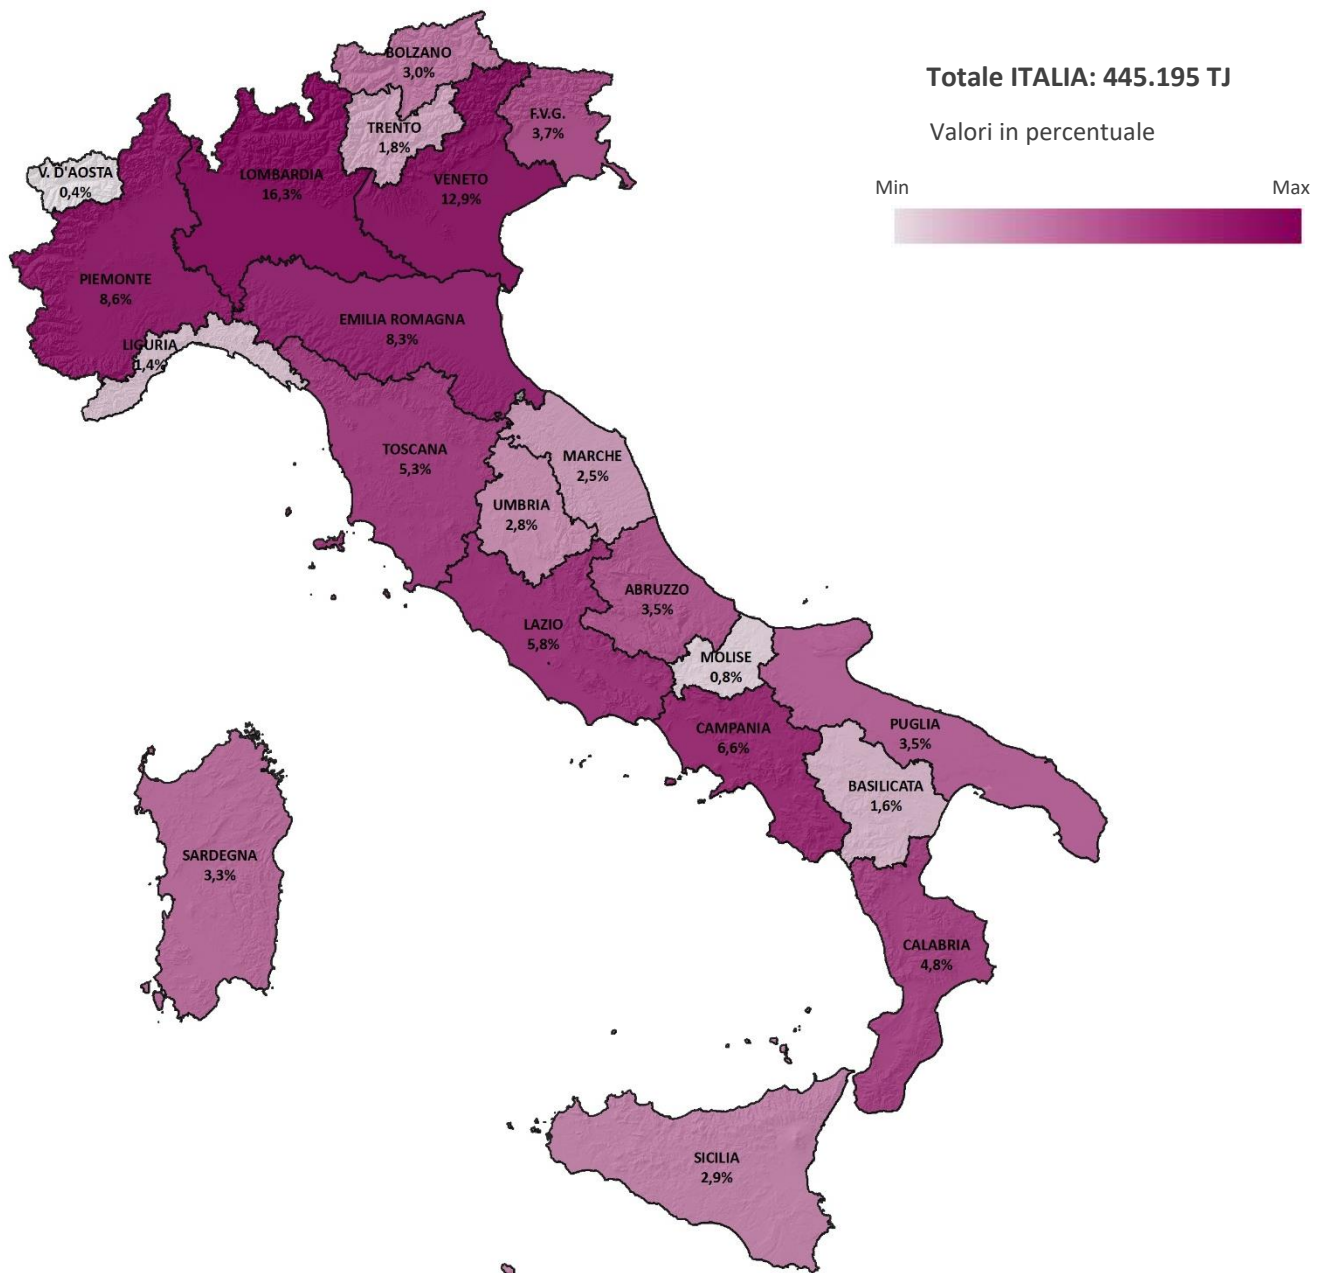 Totale ITALIA: 445.195 TJ
Valori in percentuale
Min
Max
BOLZANO
3,0%
TRENTO
1,8%
F.V.G.
3,7%
V. D'AOSTA
0,4%
LOMBARDIA
16,3%
VENETO
12,9%
PIEMONTE
8,6%
EMILIA ROMAGNA
8,3%
LIGURIA
1,4%
TOSCANA
5,3%
MARCHE
2,5%
UMBRIA
2,8%
ABRUZZO
3,5%
LAZIO
5,8%
MOLISE
0,8%
CAMPANIA
6,6%
PUGLIA
3,5%
BASILICATA
1,6%
SARDEGNA
3,3%
CALABRIA
4,8%
SICILIA
2,9%